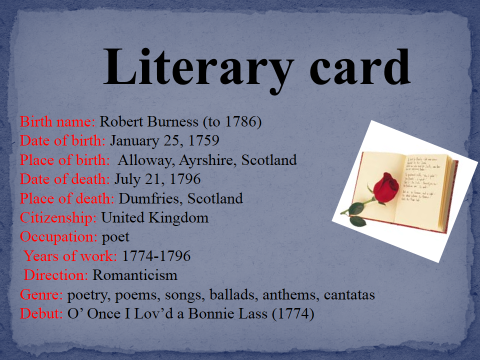 Literary card
Birth name: Robert Burness (to 1786)
Date of birth: January 25, 1759
Place of birth: Alloway, Ayrshire, Scotland
Date of death: July 21, 1796
Place of death: Dumfries, Scotland
Citizenship: United Kingdom
Occupation: poet
Years of work: 1774-1796
Direction: Romanticism
Genre: poetry, poems, songs, ballads, anthems, cantatas
Debut: O’ Once I Lov’d a Bonnie Lass (1774)